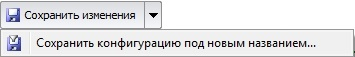 Сохранить изменения
Сохранить конфигурацию под новым названием...